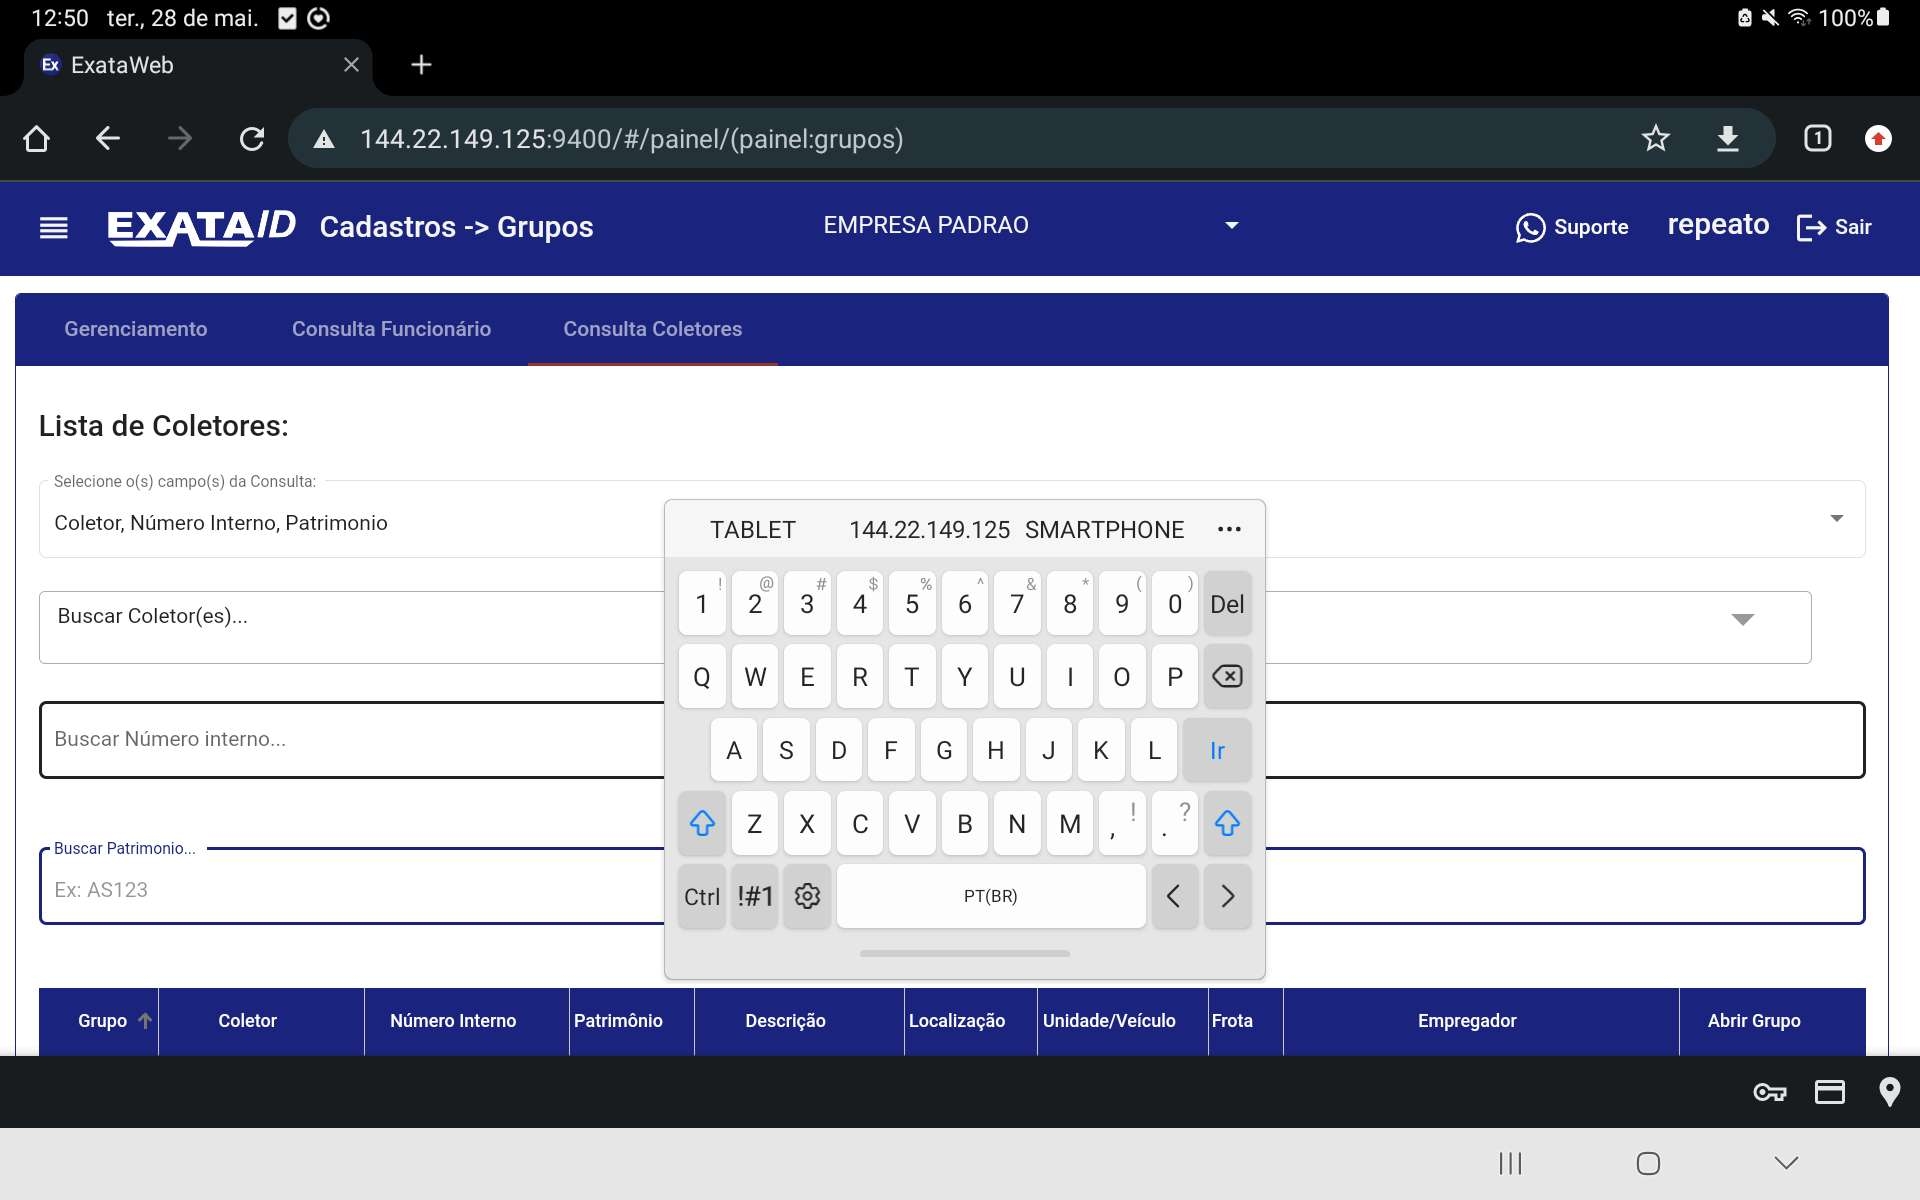 12:50 ter., 28 de mai. 100%
Ex ExataWeb
144.22.149.125:9400/#/painel/(painel:grupos) 1
EXATAID Cadastros -> Grupos EMPRESA PADRAO Suporte repeato Sair
Gerenciamento Consulta Funcionário Consulta Coletores
Lista de Coletores:
Selecione o(s) campo(s) da Consulta:
Coletor, Número Interno, Patrimonio
TABLET 144.22.149.125 SMARTPHONE ...
Buscar Coletor(es)...
! @ # $ % ^ & * ( )
1 2 3 4 5 6 7 8 9 0 Del
Q W E R T Y U I O P
Buscar Número interno...
A S D F G H J K L Ir
Z X C V B N M , ! . ?
Buscar Patrimonio...
Ex: AS123
Ctrl !#1 PT(BR) < >
Grupo Coletor Número Interno Patrimônio Descrição Localização Unidade/Veículo Frota Empregador Abrir Grupo